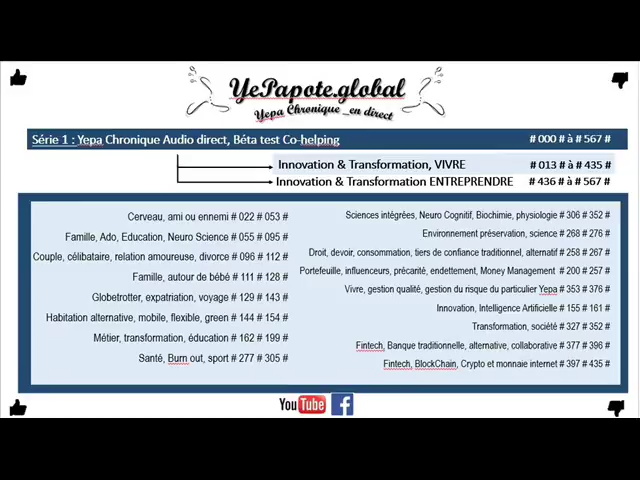 YePapote.global
Yepa Chronique _en direct
Série 1 : Yepa Chronique Audio direct, Béta test Co-helping # 000 # à # 567 #
Innovation & Transformation, VIVRE # 013 # à # 435 #
Innovation & Transformation ENTREPRENDRE # 436 # à # 567 #
Cerveau, ami ou ennemi # 022 # 053 #
Famille, Ado, Education, Neuro Science # 055 # 095 #
Couple, célibataire, relation amoureuse, divorce # 096 # 112 #
Famille, autour de bébé # 111 # 128 #
Globetrotter, expatriation, voyage # 129 # 143 #
Habitation alternative, mobile, flexible, green # 144 # 154 #
Métier, transformation, éducation # 162 # 199 #
Santé, Burn out, sport # 277 # 305 #
Sciences intégrées, Neuro Cognitif, Biochimie, physiologie # 306 # 352 #
Environnement préservation, science # 268 # 276 #
Droit, devoir, consommation, tiers de confiance traditionnel, alternatif # 258 # 267 #
Portefeuille, influenceurs, précarité, endettement, Money Management # 200 # 257 #
Vivre, gestion qualité, gestion du risque du particulier Yepa # 353 # 376 #
Innovation, Intelligence Artificielle # 155 # 161 #
Transformation, société # 327 # 352 #
Fintech, Banque traditionnelle, alternative, collaborative # 377 # 396 #
Fintech, BlockChain, Crypto et monnaie internet # 397 # 435 #
YouTube f